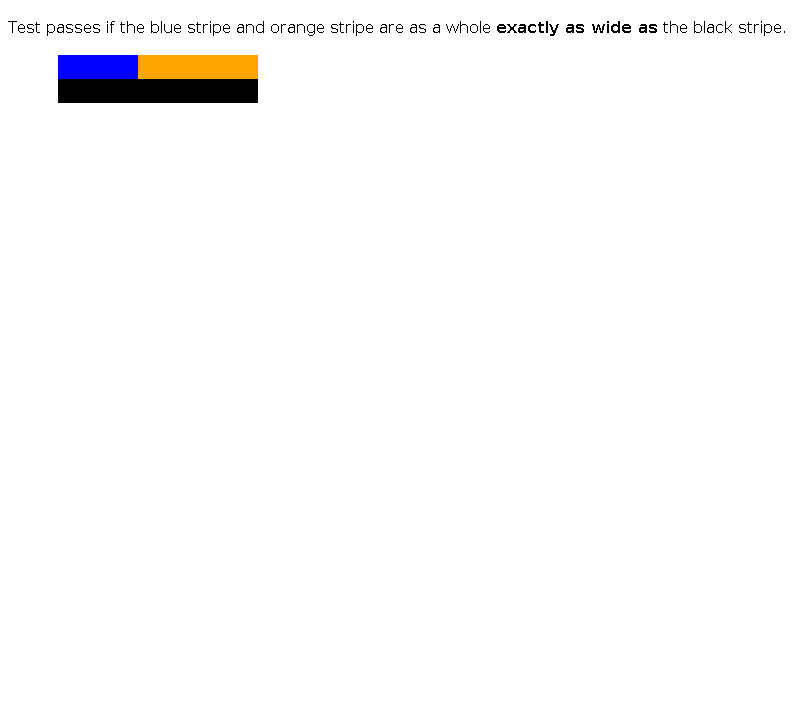 Test passes if the blue stripe and orange stripe are as a whole exactly as wide as the black stripe.